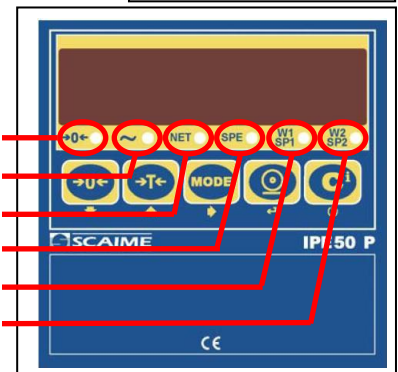 →0← ~ NET SPE W1 SP1 W2 SP2
→0← →T← MODE C i
SCAIME IPE50 P
CE